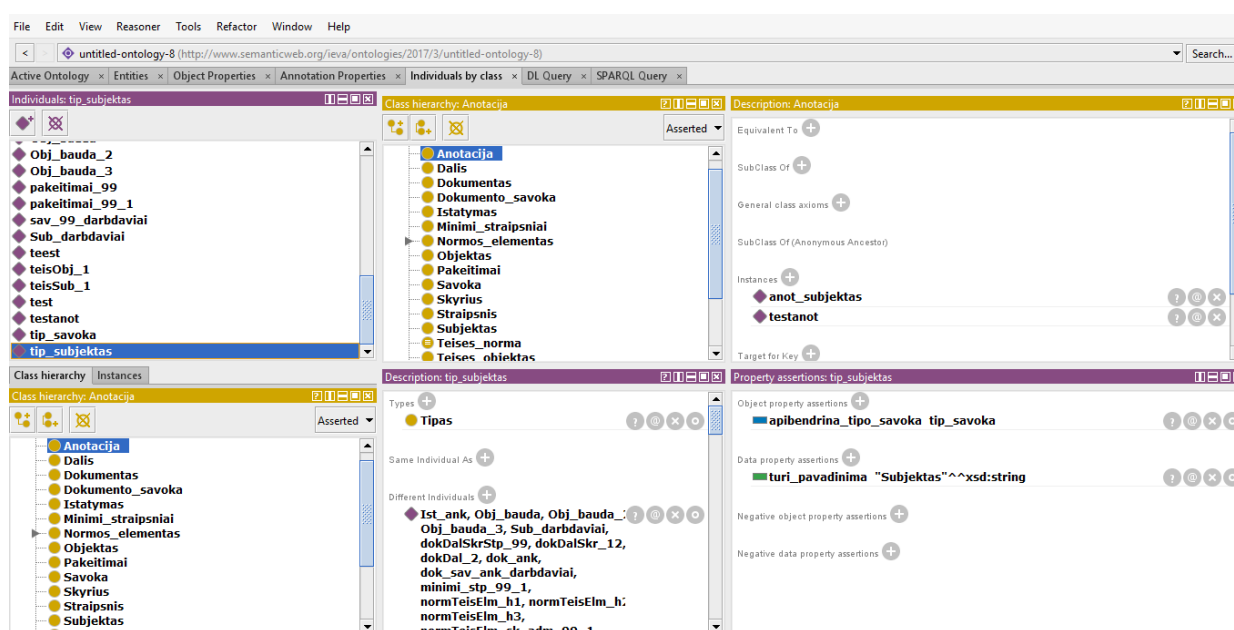 File Edit View Reasoner Tools Refactor Window Help
< > untitled-ontology-8 (http://www.semanticweb.org/ieva/ontologies/2017/3/untitled-ontology-8) Search...
Active Ontology × Entities × Object Properties × Annotation Properties × Individuals by class × DL Query × SPARQL Query ×
Individuals: tip_subjektas
Obj_bauda_2
Obj_bauda_3
pakeitimai_99
pakeitimai_99_1
sav_99_darbdaviai
Sub_darbdaviai
teest
teisObj_1
teisSub_1
test
testanot
tip_savoka
tip_subjektas
Class hierarchy: Anotacija
Asserted
Anotacija
Dalis
Dokumentas
Dokumento_savoka
Istatymas
Minimi_straipsniai
Normos_elementas
Objektas
Pakeitimai
Savoka
Skyrius
Straipsnis
Subjektas
Teises_norma
Teises_objektas
Description: Anotacija
Equivalent To
SubClass Of
General class axioms
SubClass Of (Anonymous Ancestor)
Instances
anot_subjektas
testanot
Target for Key
Class hierarchy Instances
Class hierarchy: Anotacija
Asserted
Anotacija
Dalis
Dokumentas
Dokumento_savoka
Istatymas
Minimi_straipsniai
Normos_elementas
Objektas
Pakeitimai
Savoka
Skyrius
Straipsnis
Subjektas
Description: tip_subjektas
Types
Tipas
Same Individual As
Different Individuals
Ist_ank, Obj_bauda, Obj_bauda_
Obj_bauda_3, Sub_darbdaviai,
dokDalSkrStp_99, dokDalSkr_12,
dokDal_2, dok_ank,
dok_sav_ank_darbdaviai,
minimi_stp_99_1,
normTeisElm_h1, normTeisElm_h2
normTeisElm_h3,
Property assertions: tip_subjektas
Object property assertions
apibendrina_tipo_savoka tip_savoka
Data property assertions
turi_pavadinima "Subjektas"^^xsd:string
Negative object property assertions
Negative data property assertions